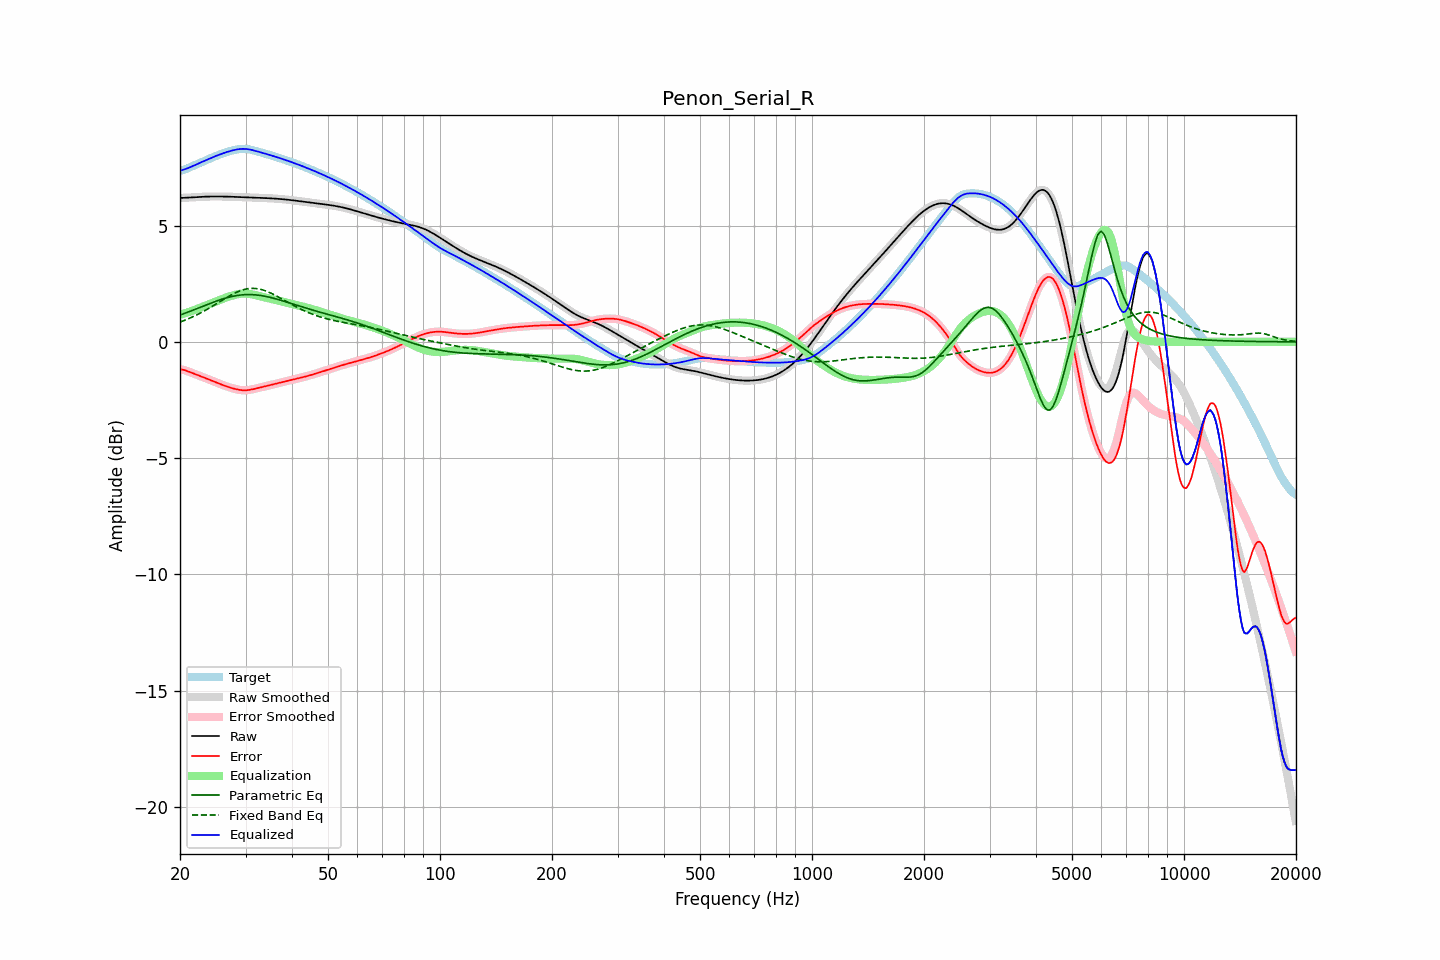 Penon_Serial_R
Amplitude (dBr)
5
0
−5
−10
−15
−20
Target
Raw Smoothed
Error Smoothed
Raw
Error
Equalization
Parametric Eq
Fixed Band Eq
Equalized
20 50 100 200 500 1000 2000 5000 10000 20000
Frequency (Hz)